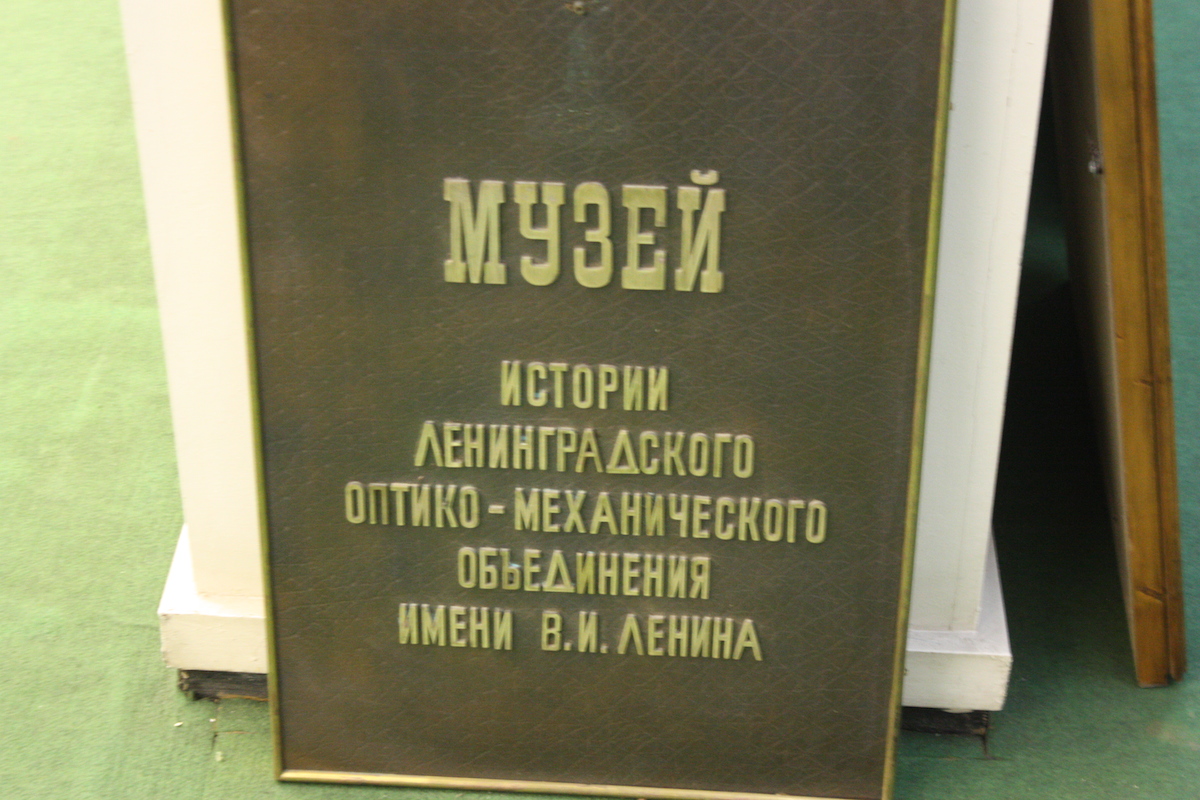 МУЗЕЙ
ИСТОРИИ
ЛЕНИНГРАДСКОГО
ОПТИКО-МЕХАНИЧЕСКОГО
ОБЪЕДИНЕНИЯ
ИМЕНИ В.И. ЛЕНИНА